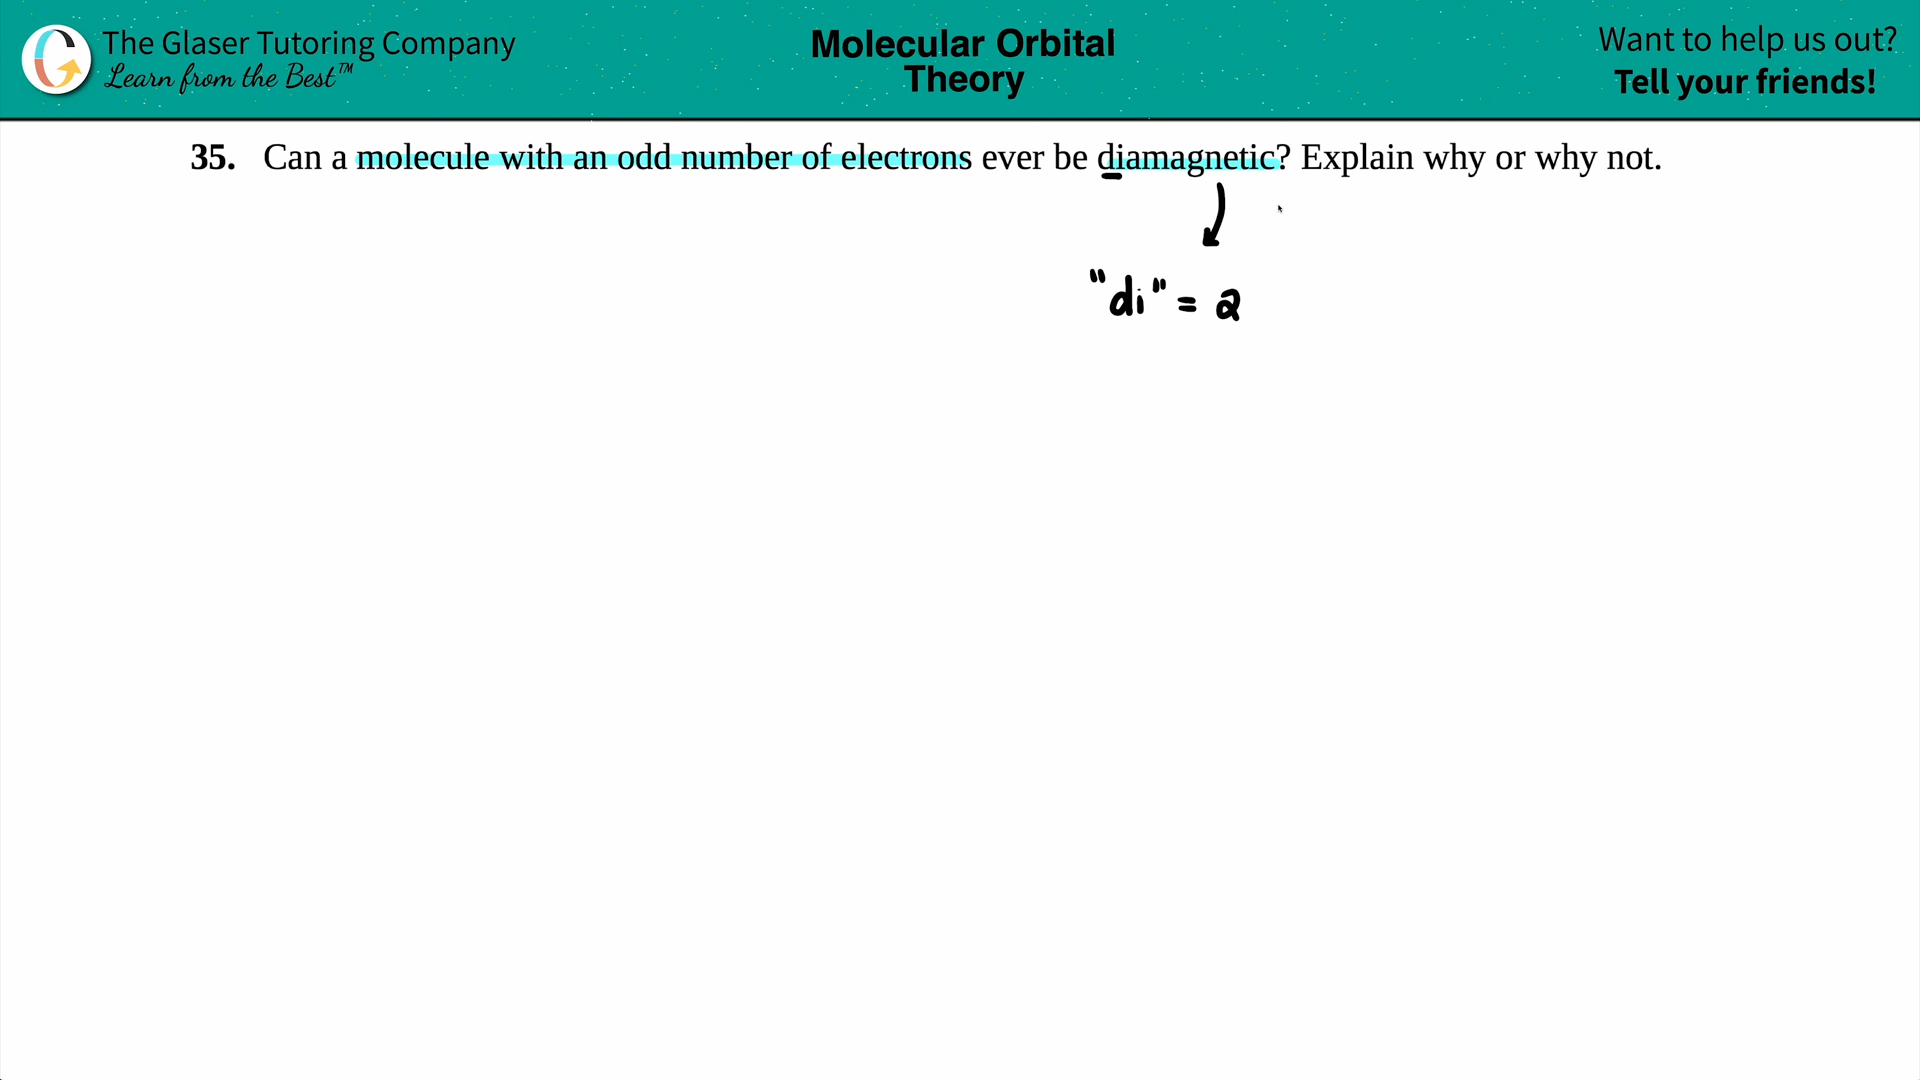 The Glaser Tutoring Company
Learn from the Best™
Molecular Orbital
Theory
Want to help us out?
Tell your friends!
35. Can a molecule with an odd number of electrons ever be diamagnetic? Explain why or why not.
"di" = 2